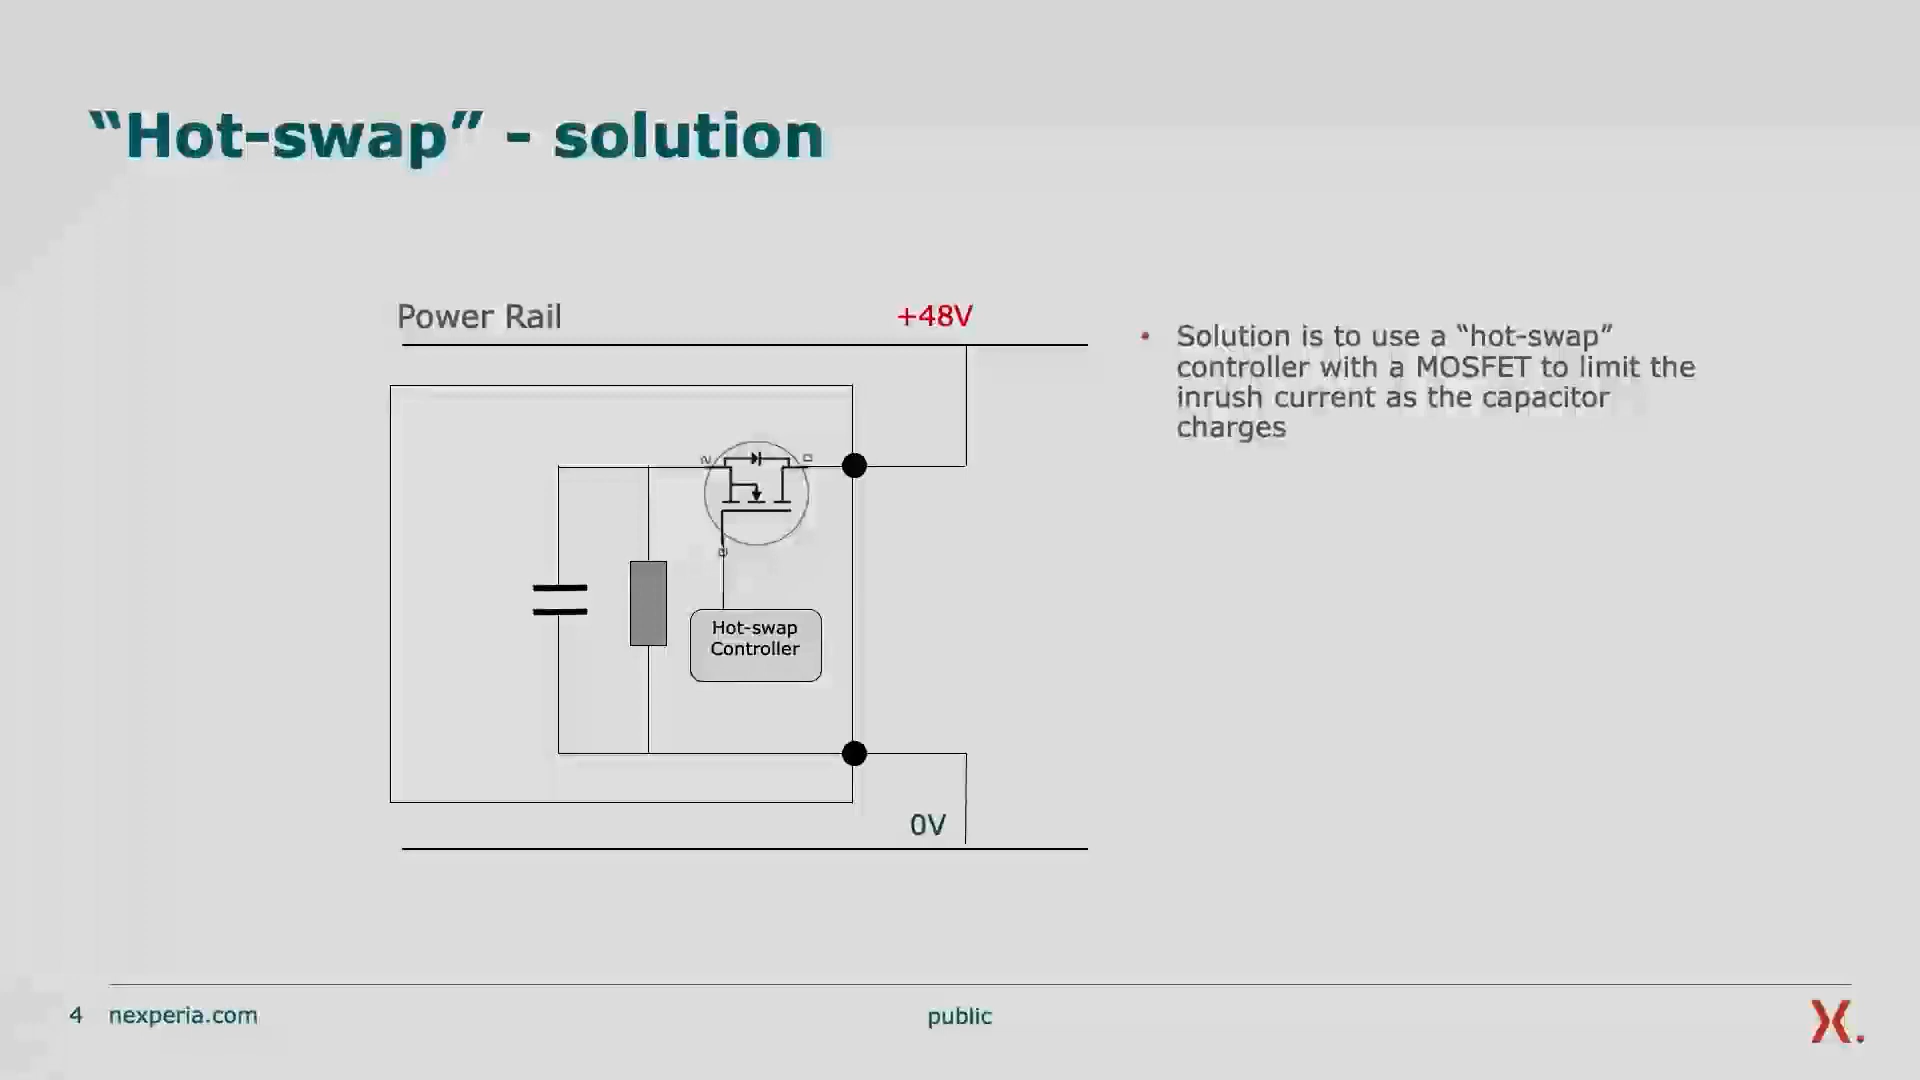 “Hot-swap” - solution
Power Rail
+48V
• Solution is to use a “hot-swap”
controller with a MOSFET to limit the
inrush current as the capacitor
charges
Hot-swap
Controller
0V
4 nexperia.com
public